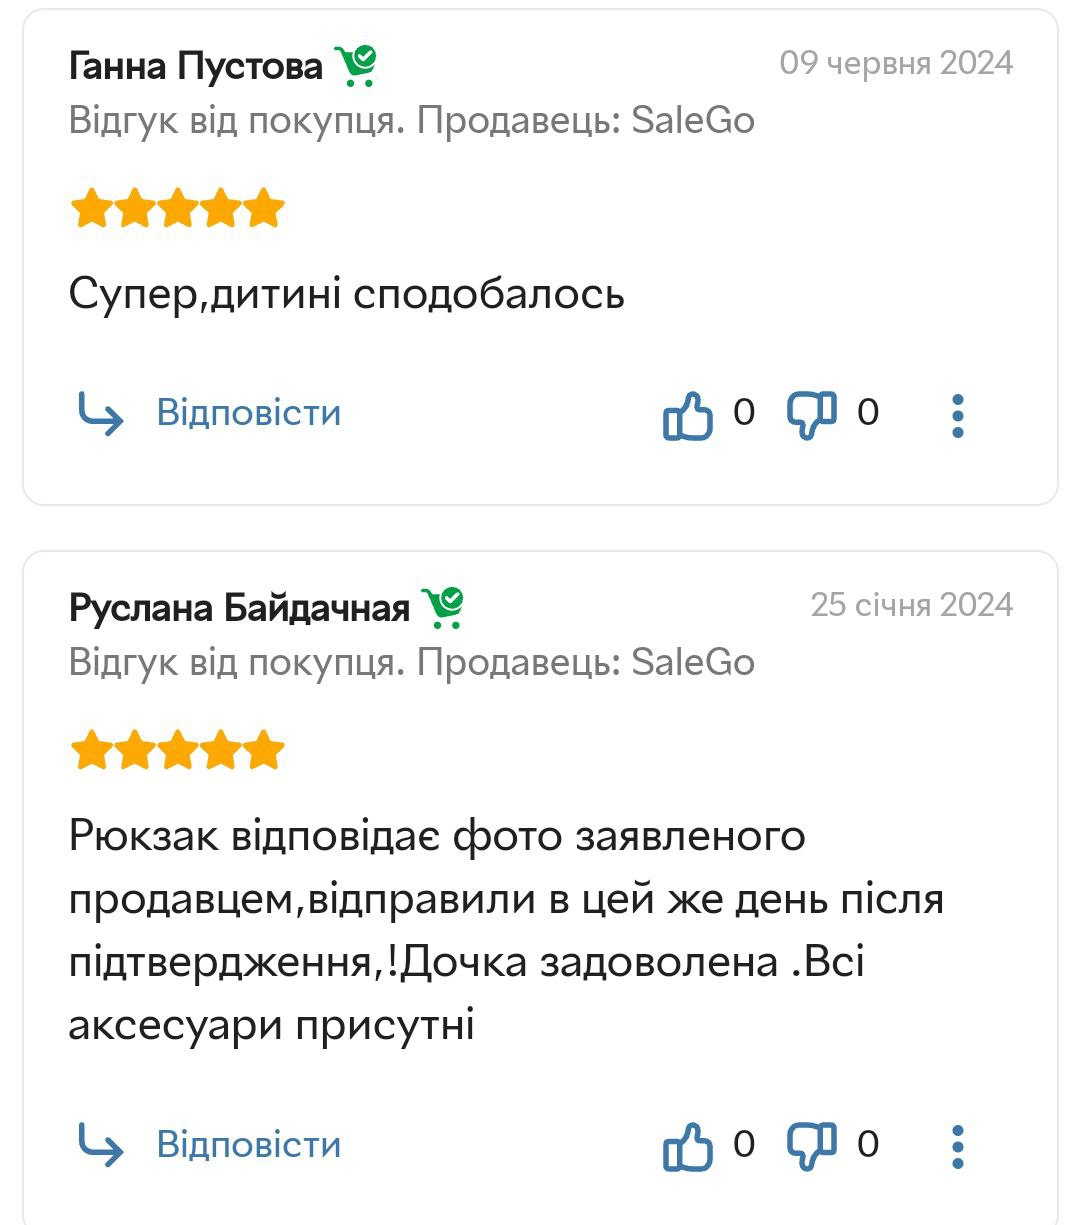 Ганна Пустова
09 червня 2024
Відгук від покупця. Продавець: SaleGo
Супер,дитині сподобалось
Відповісти
0
0
Руслана Байдачная
25 січня 2024
Відгук від покупця. Продавець: SaleGo
Рюкзак відповідає фото заявленого
продавцем,відправили в цей же день після
підтвердження,!Дочка задоволена .Всі
аксесуари присутні
Відповісти
0
0